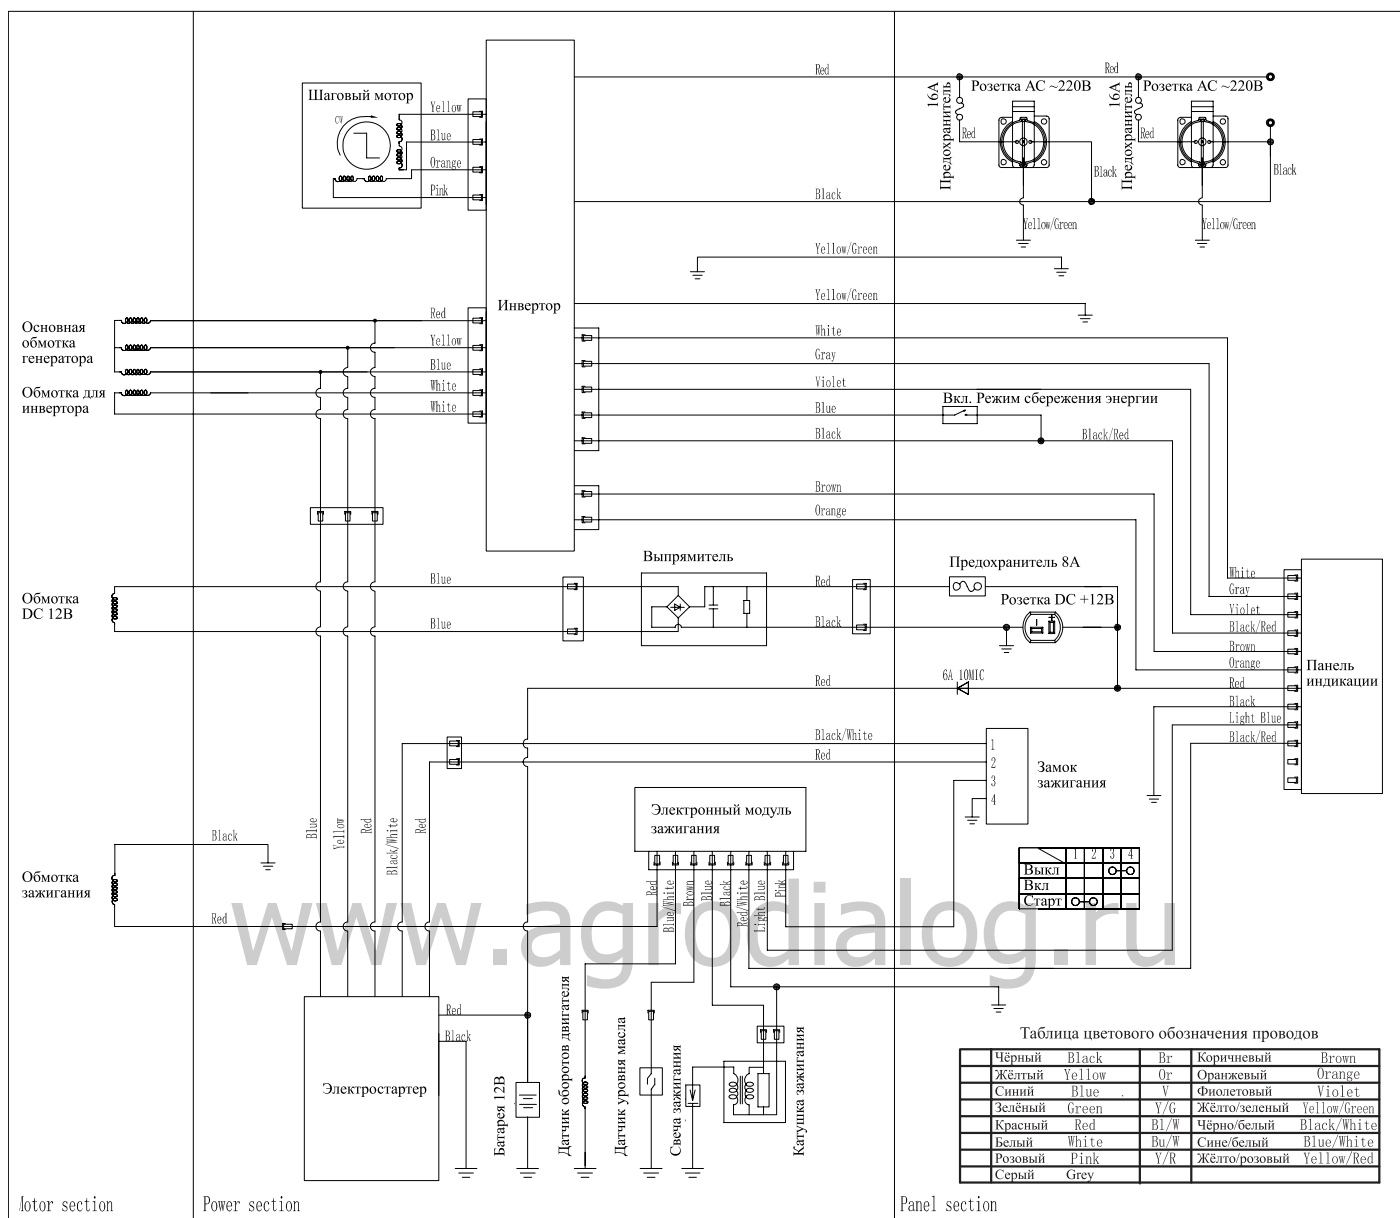 Шаговый мотор
CW
Yellow
Blue
Orange
Pink
Инвертор
Red
Red
16А
Предохранитель
Розетка AC ~220В
16А
Предохранитель
Розетка AC ~220В
Red
Red
Black
Black
Black
Yellow/Green
Yellow/Green
Yellow/Green
Yellow/Green
Основная
обмотка
генератора
Обмотка для
инвертора
Red
Yellow
Blue
White
White
White
Gray
Violet
Blue
Black
Вкл. Режим сбережения энергии
Black/Red
Brown
Orange
Обмотка
DC 12В
Blue
Blue
Выпрямитель
Red
Black
Предохранитель 8А
Розетка DC +12В
Red
6A 10MIC
White
Gray
Violet
Black/Red
Brown
Orange
Red
Black
Light Blue
Black/Red
Панель
индикации
Black/White
Red
1
2
3
4
Замок
зажигания
Электронный модуль
зажигания
Red
Blue/White
Brown
Blue
Black
Red/White
Light Blue
Pink
Blue
Yellow
Red
Black/White
Red
Обмотка
зажигания
Black
Red
1 2 3 4
Выкл
Вкл
Старт
www.agrodialog.ru
Электростартер
Red
Black
Батарея 12В
Датчик оборотов двигателя
Датчик уровня масла
Свеча зажигания
Катушка зажигания
Таблица цветового обозначения проводов
Чёрный Black Br Коричневый Brown
Жёлтый Yellow Or Оранжевый Orange
Синий Blue . V Фиолетовый Violet
Зелёный Green Y/G Жёлто/зеленый Yellow/Green
Красный Red Bl/W Чёрно/белый Black/White
Белый White Bu/W Сине/белый Blue/White
Розовый Pink Y/R Жёлто/розовый Yellow/Red
Серый Grey
Motor section
Power section
Panel section